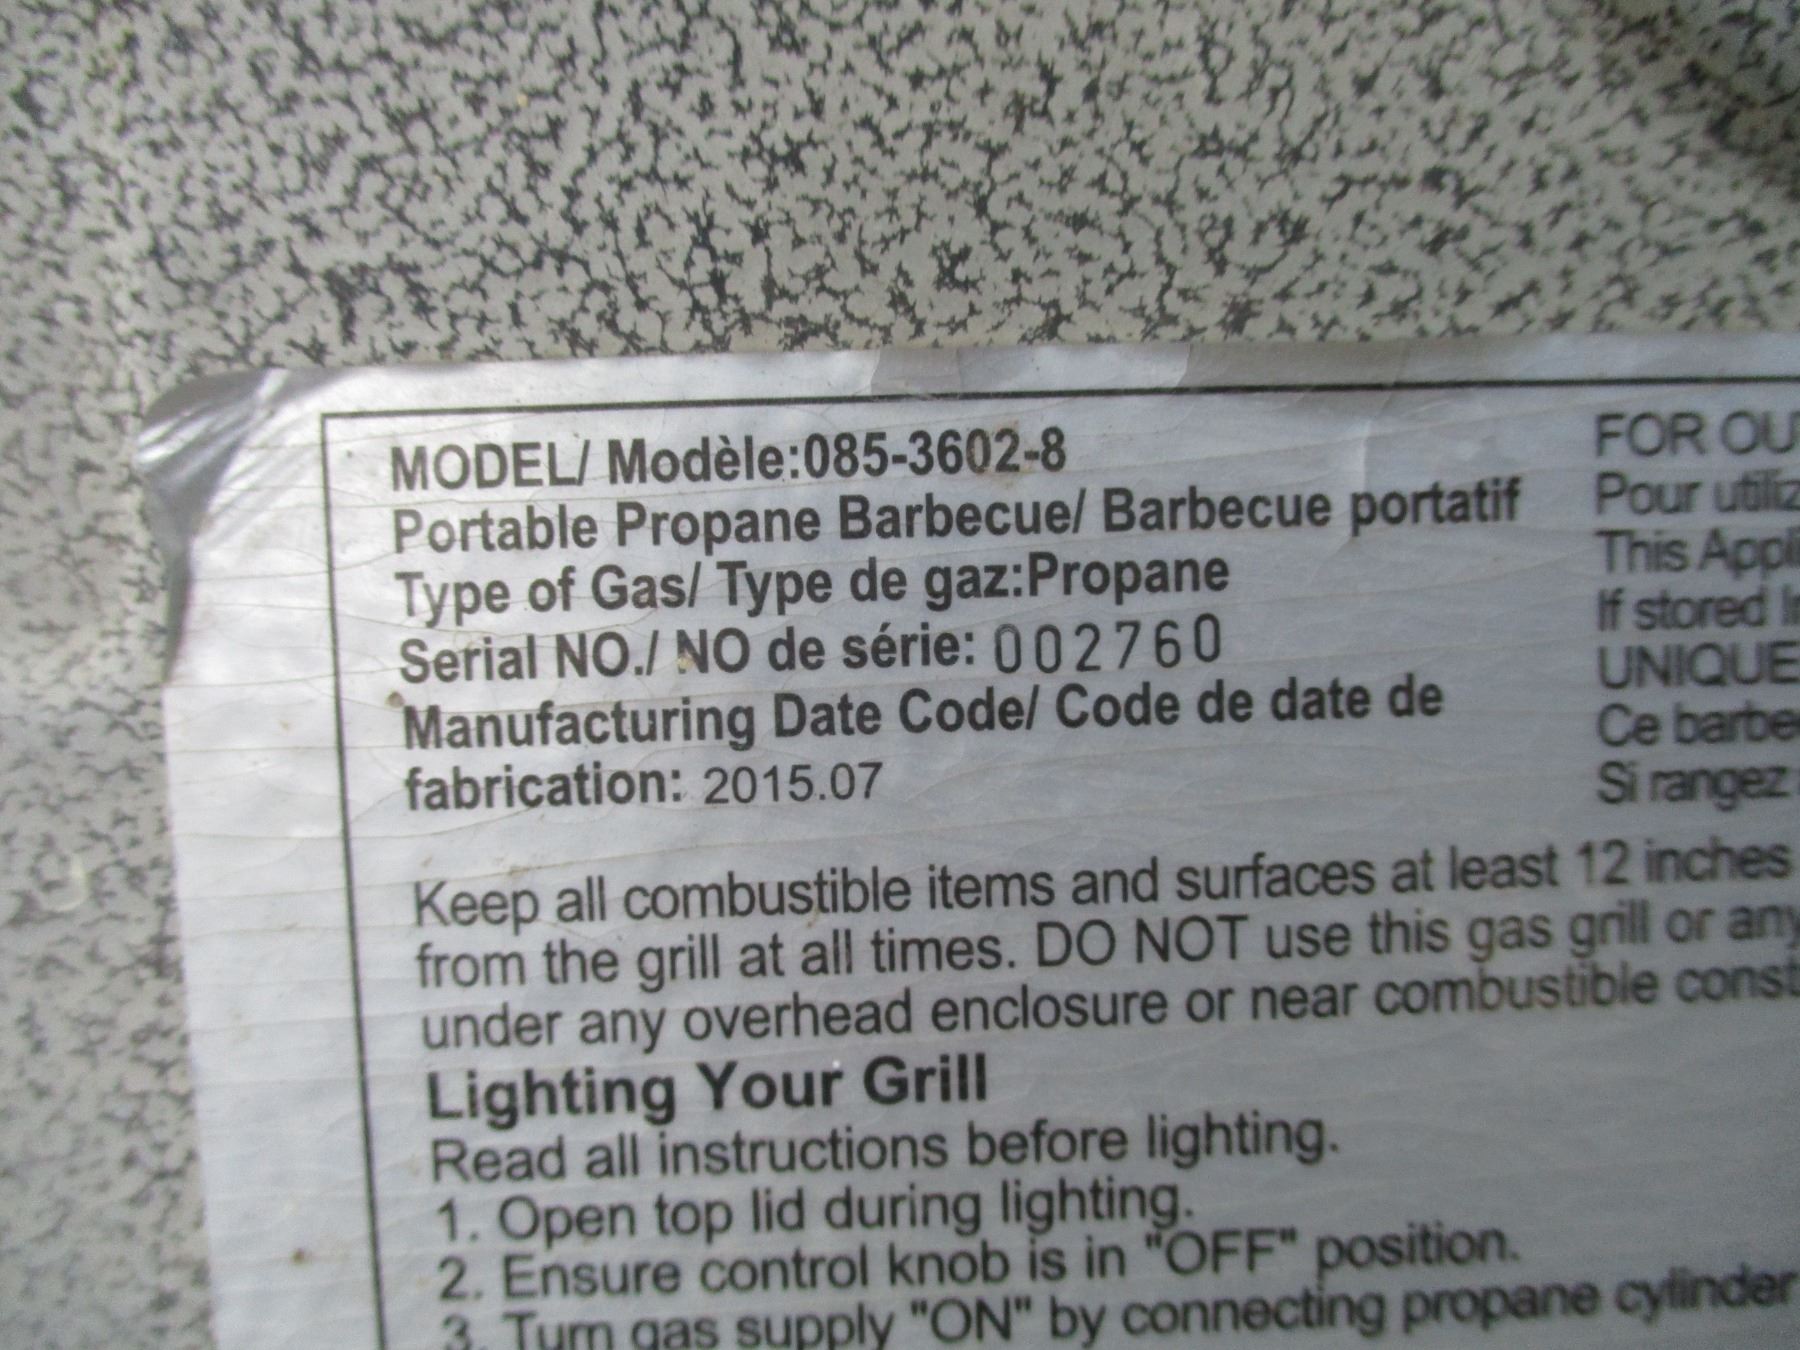 MODEL/ Modèle:085-3602-8
Portable Propane Barbecue/ Barbecue portatif
Type of Gas/ Type de gaz:Propane
Serial NO./ NO de série: 002760
Manufacturing Date Code/ Code de date de
fabrication: 2015.07
FOR
Pour
This
If stored
UNIQUE
Ce
Si rangez
Keep all combustible items and surfaces at least 12 inches
from the grill at all times. DO NOT use this gas grill or any
under any overhead enclosure or near combustible
Lighting Your Grill
Read all instructions before lighting.
1. Open top lid during lighting.
2. Ensure control knob is in "OFF" position.
3. Turn gas supply "ON" by connecting propane cylinder